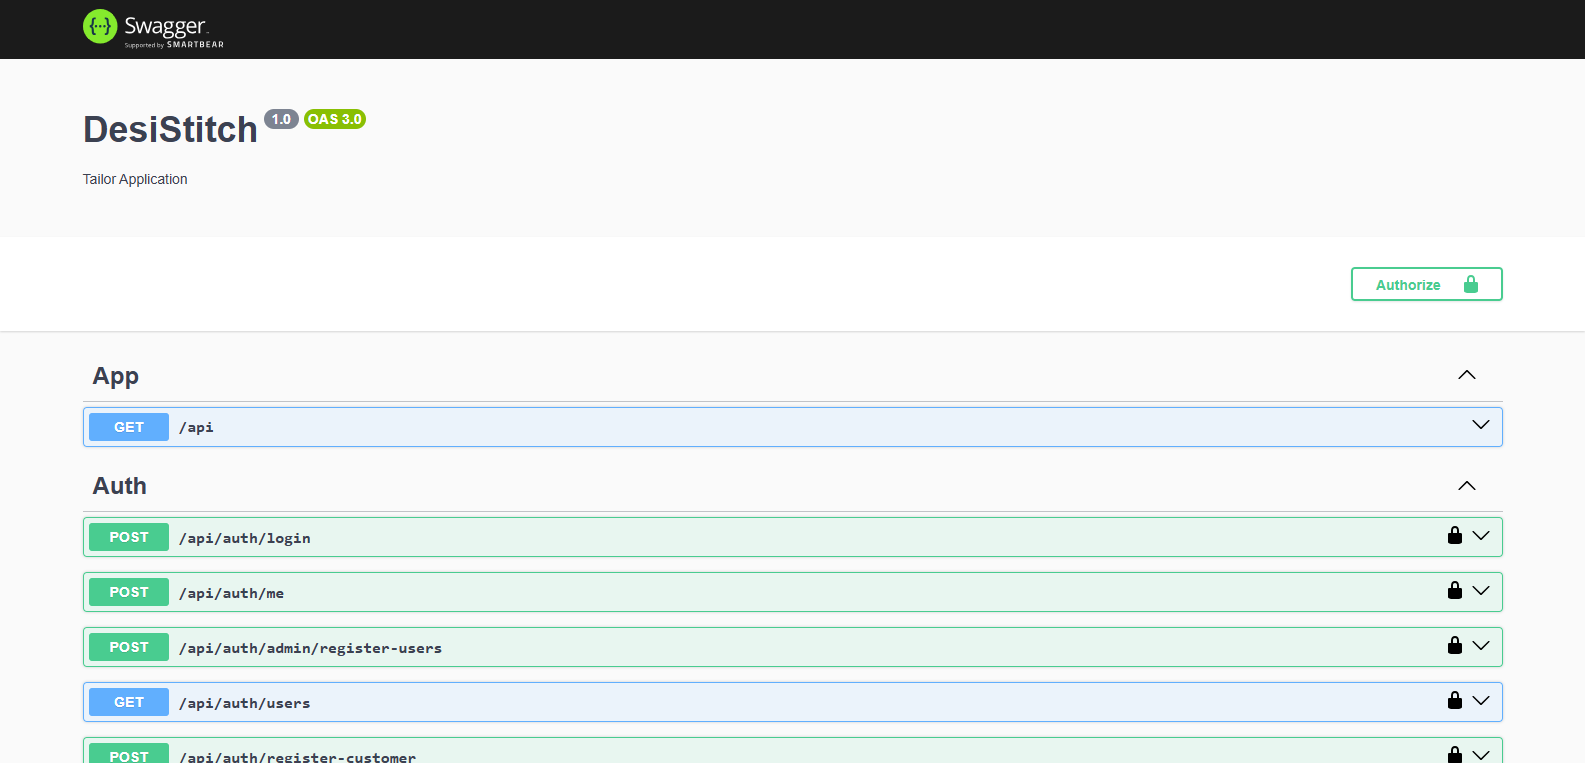 Swagger
Supported by SMARTBEAR
DesiStitch 1.0 OAS 3.0
Tailor Application
Authorize
App
GET /api
Auth
POST /api/auth/login
POST /api/auth/me
POST /api/auth/admin/register-users
GET /api/auth/users
POST /api/auth/register-customer